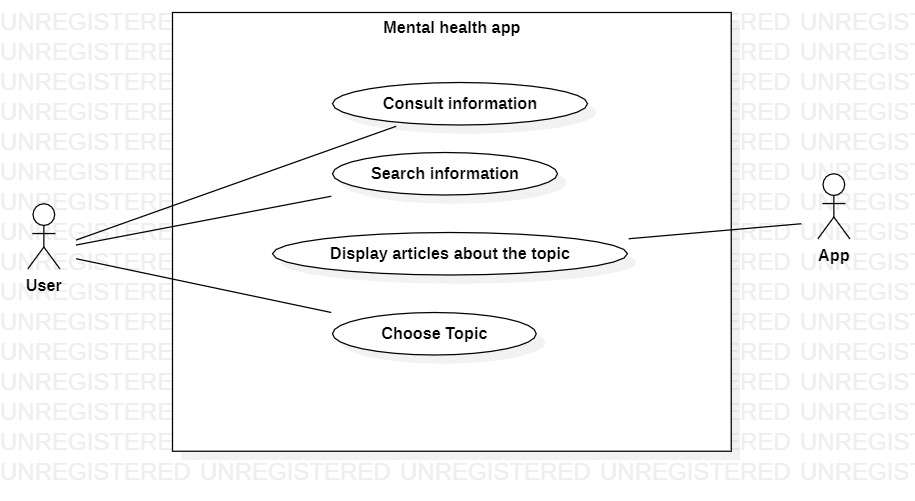 Mental health app
Consult information
Search information
Display articles about the topic
Choose Topic
User
App
UNREGISTERED UNREGISTERED UNREGISTERED UNREGISTERED UNREGIS